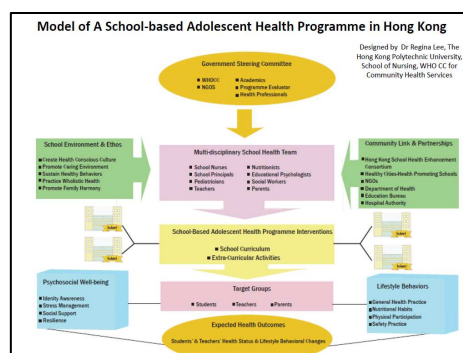 Model of A School-based Adolescent Health Programme in Hong Kong
Designed by Dr Regina Lee, The
Hong Kong Polytechnic University,
School of Nursing, WHO CC for
Community Health Services
Government Steering Committee
WHOCC
NGOS
Academics
Programme Evaluator
Health Professionals
School Environment & Ethos
Create Health Conscious Culture
Promote Caring Environment
Sustain Healthy Behaviors
Practice Wholistic Health
Promote Family Harmony
Multi-disciplinary School Health Team
School Nurses
School Principals
Pediatricians
Teachers
Nutritionists
Educational Psychologists
Social Workers
Parents
Community Link & Partnerships
Hong Kong School Health Enhancement
Consortium
Healthy Cities-Health Promoting Schools
NGOs
Department of Health
Education Bureau
Hospital Authority
School-Based Adolescent Health Programme Interventions
School Curriculum
Extra-Curricular Activities
School
School
School
School
Psychosocial Well-being
Idenity Awareness
Stress Management
Social Support
Resilience
Target Groups
Students
Teachers
Parents
Lifestyle Behaviors
General Health Practice
Nutritional Habits
Physical Participation
Safety Practice
Expected Health Outcomes
Students' & Teachers' Health Status & Lifestyle Behavioral Changes